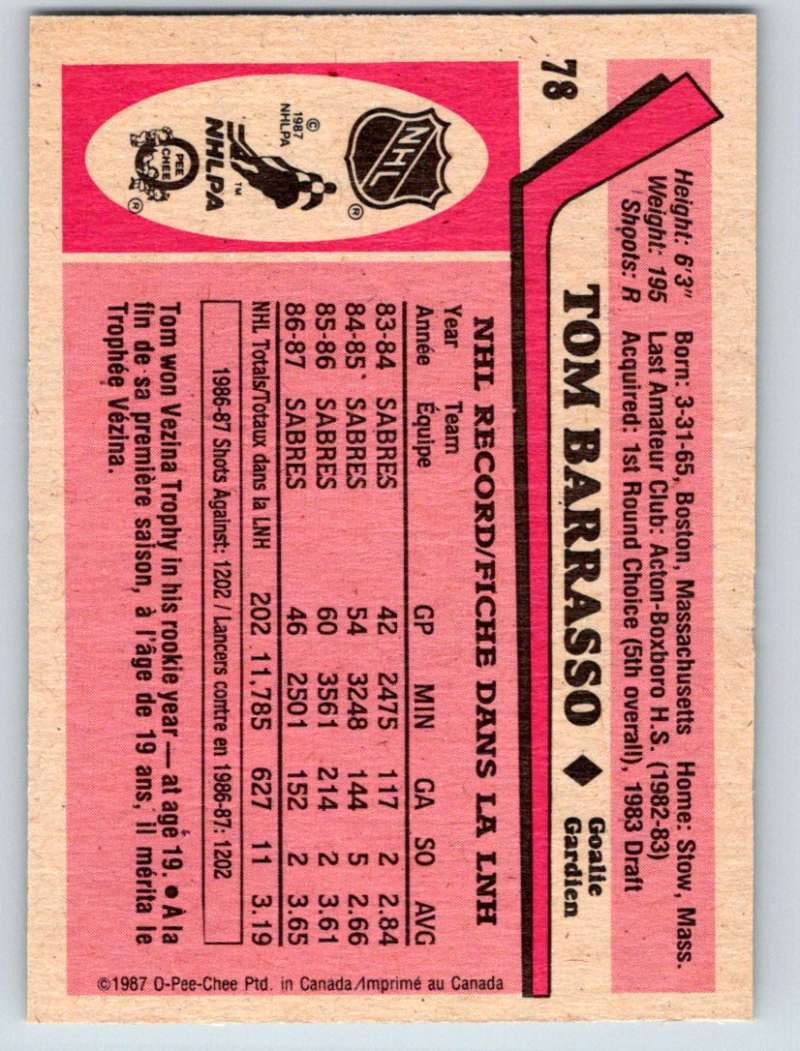 78
Height: 6'3" Born: 3-31-65, Boston, Massachusetts Home: Stow, Mass.
Weight: 195 Last Amateur Club: Acton-Boxboro H.S. (1982-83)
Shoots: R Acquired: 1st Round Choice (5th overall), 1983 Draft
TOM BARRASSO ◆ Goalie
Gardien
NHL RECORD/FICHE DANS LA LNH
Year Team
Année Équipe GP MIN GA SO AVG
83-84 SABRES 42 2475 117 2 2.84
84-85 SABRES 54 3248 144 5 2.66
85-86 SABRES 60 3561 214 2 3.61
86-87 SABRES 46 2501 152 2 3.65
NHL Totals/Totaux dans la LNH 202 11,785 627 11 3.19
1986-87 Shots Against: 1202 / Lancers contre en 1986-87: 1202
Tom won Vezina Trophy in his rookie year — at age 19. ● À la
fin de sa première saison, à l'âge de 19 ans, il mérita le
Trophée Vézina.
NHL
®
© 1987
NHLPA
NHLPA
™
O
PEE
CHEE
®
©1987 O-Pee-Chee Ptd. in Canada/Imprimé au Canada